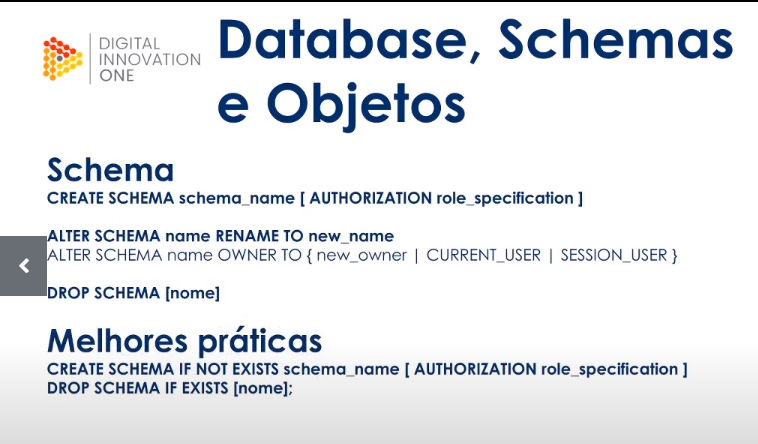 DIGITAL
INNOVATION
ONE
Database, Schemas
e Objetos
Schema
CREATE SCHEMA schema_name [ AUTHORIZATION role_specification ]
ALTER SCHEMA name RENAME TO new_name
ALTER SCHEMA name OWNER TO { new_owner | CURRENT_USER | SESSION_USER }
DROP SCHEMA [nome]
Melhores práticas
CREATE SCHEMA IF NOT EXISTS schema_name [ AUTHORIZATION role_specification ]
DROP SCHEMA IF EXISTS [nome];